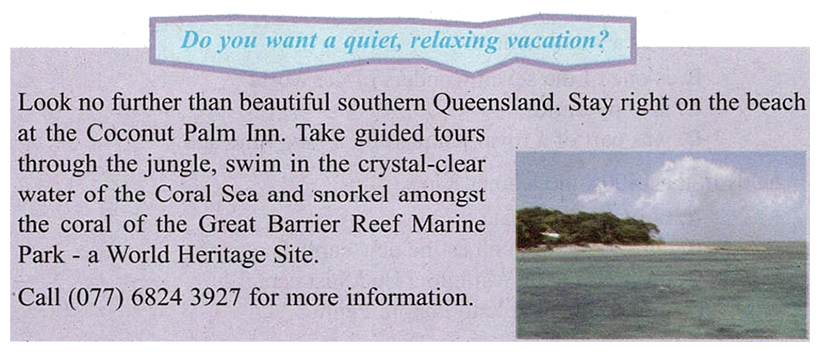 Do you want a quiet, relaxing vacation?
Look no further than beautiful southern Queensland. Stay right on the beach
at the Coconut Palm Inn. Take guided tours
through the jungle, swim in the crystal-clear
water of the Coral Sea and snorkel amongst
the coral of the Great Barrier Reef Marine
Park - a World Heritage Site.
Call (077) 6824 3927 for more information.